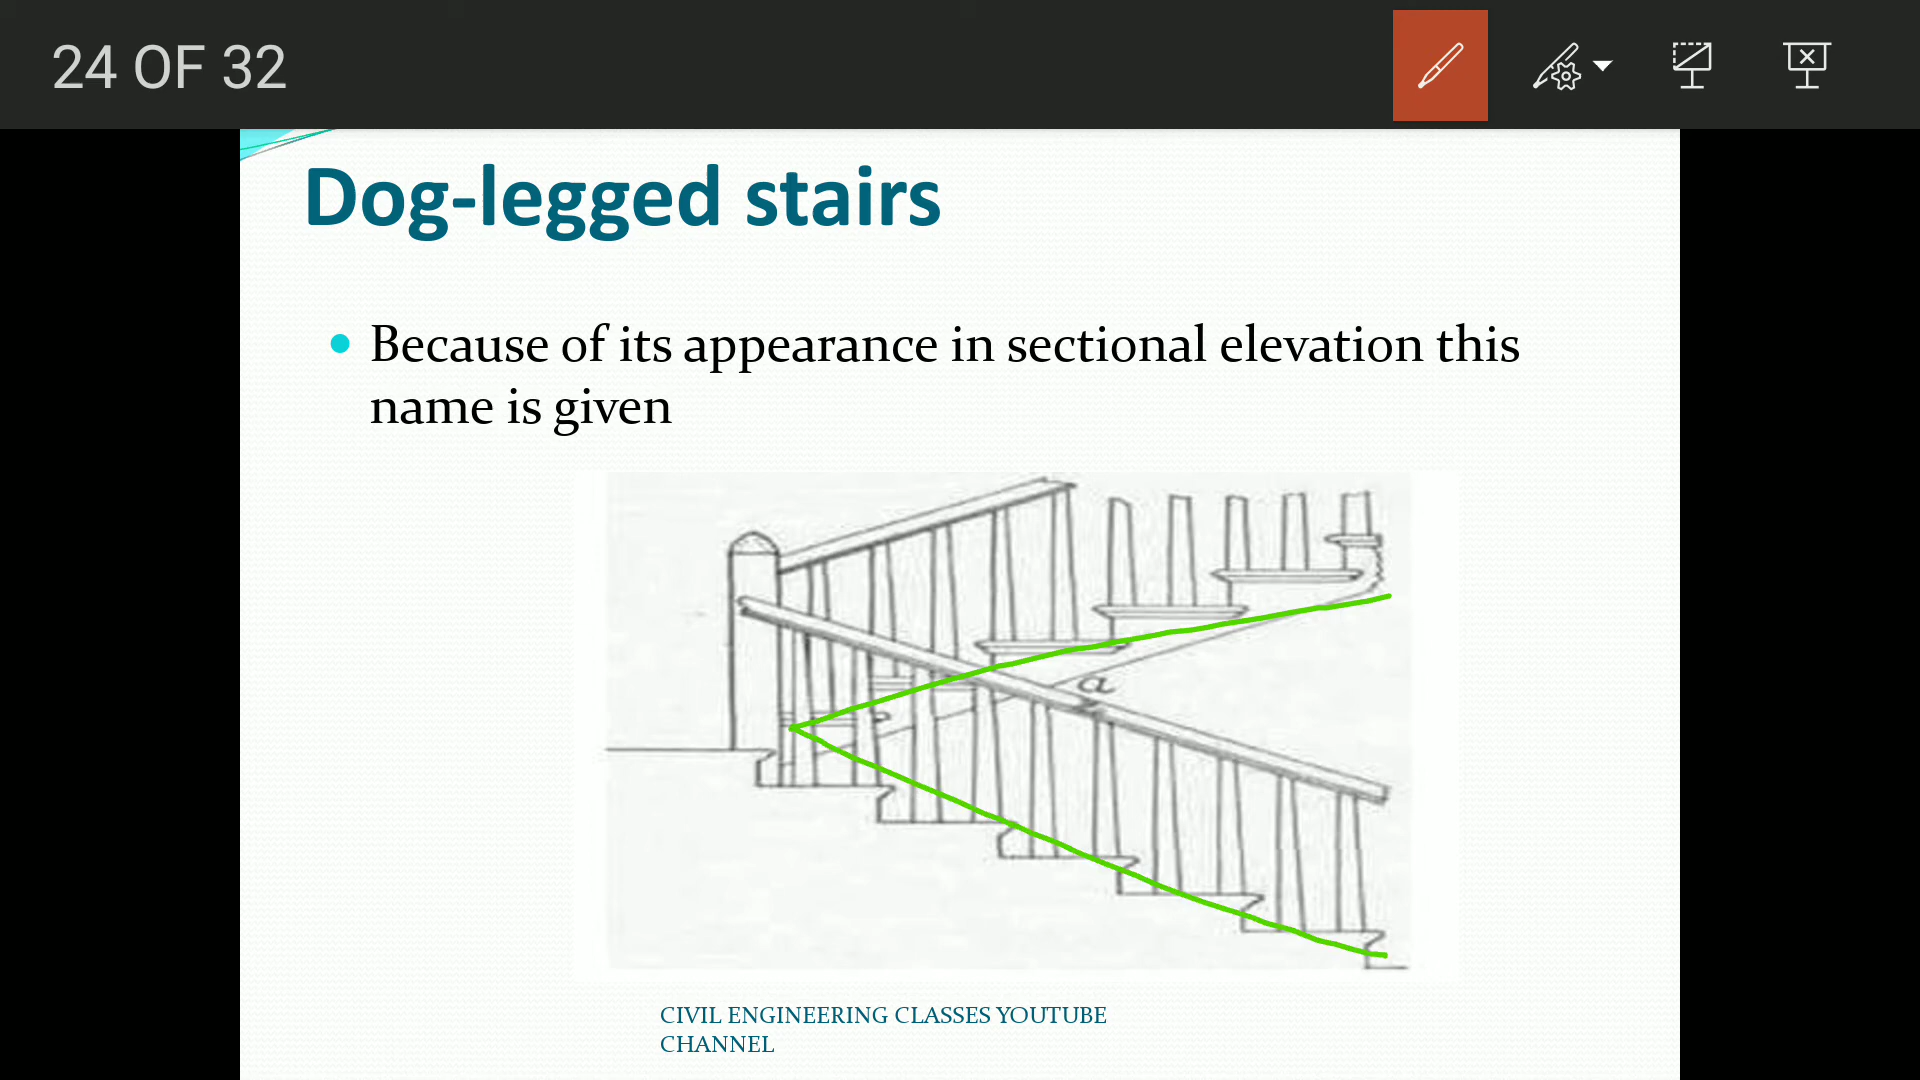 24 OF 32
Dog-legged stairs
Because of its appearance in sectional elevation this
name is given
a
CIVIL ENGINEERING CLASSES YOUTUBE
CHANNEL